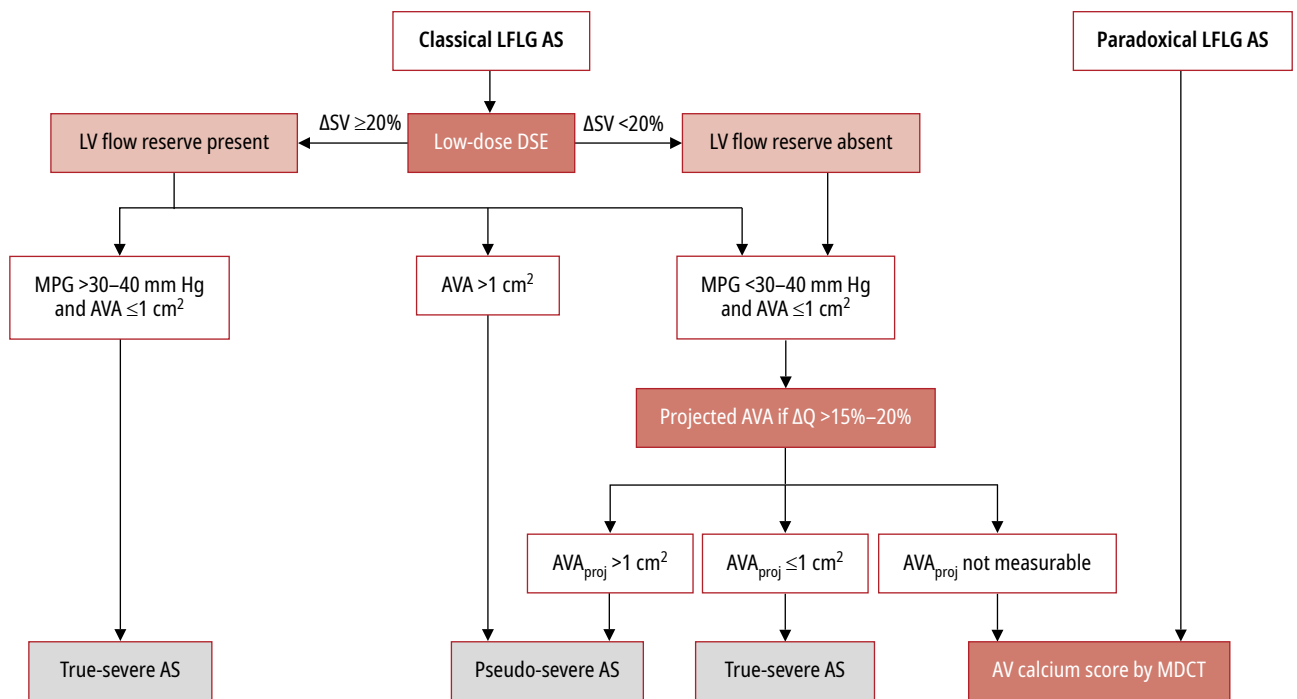 Classical LFLG AS
Paradoxical LFLG AS
LV flow reserve present
ΔSV ≥20%
Low-dose DSE
ΔSV <20%
LV flow reserve absent
MPG >30–40 mm Hg
and AVA ≤1 cm²
AVA >1 cm²
MPG <30–40 mm Hg
and AVA ≤1 cm²
Projected AVA if ΔQ >15%–20%
AVAproj >1 cm²
AVAproj ≤1 cm²
AVAproj not measurable
True-severe AS
Pseudo-severe AS
True-severe AS
AV calcium score by MDCT